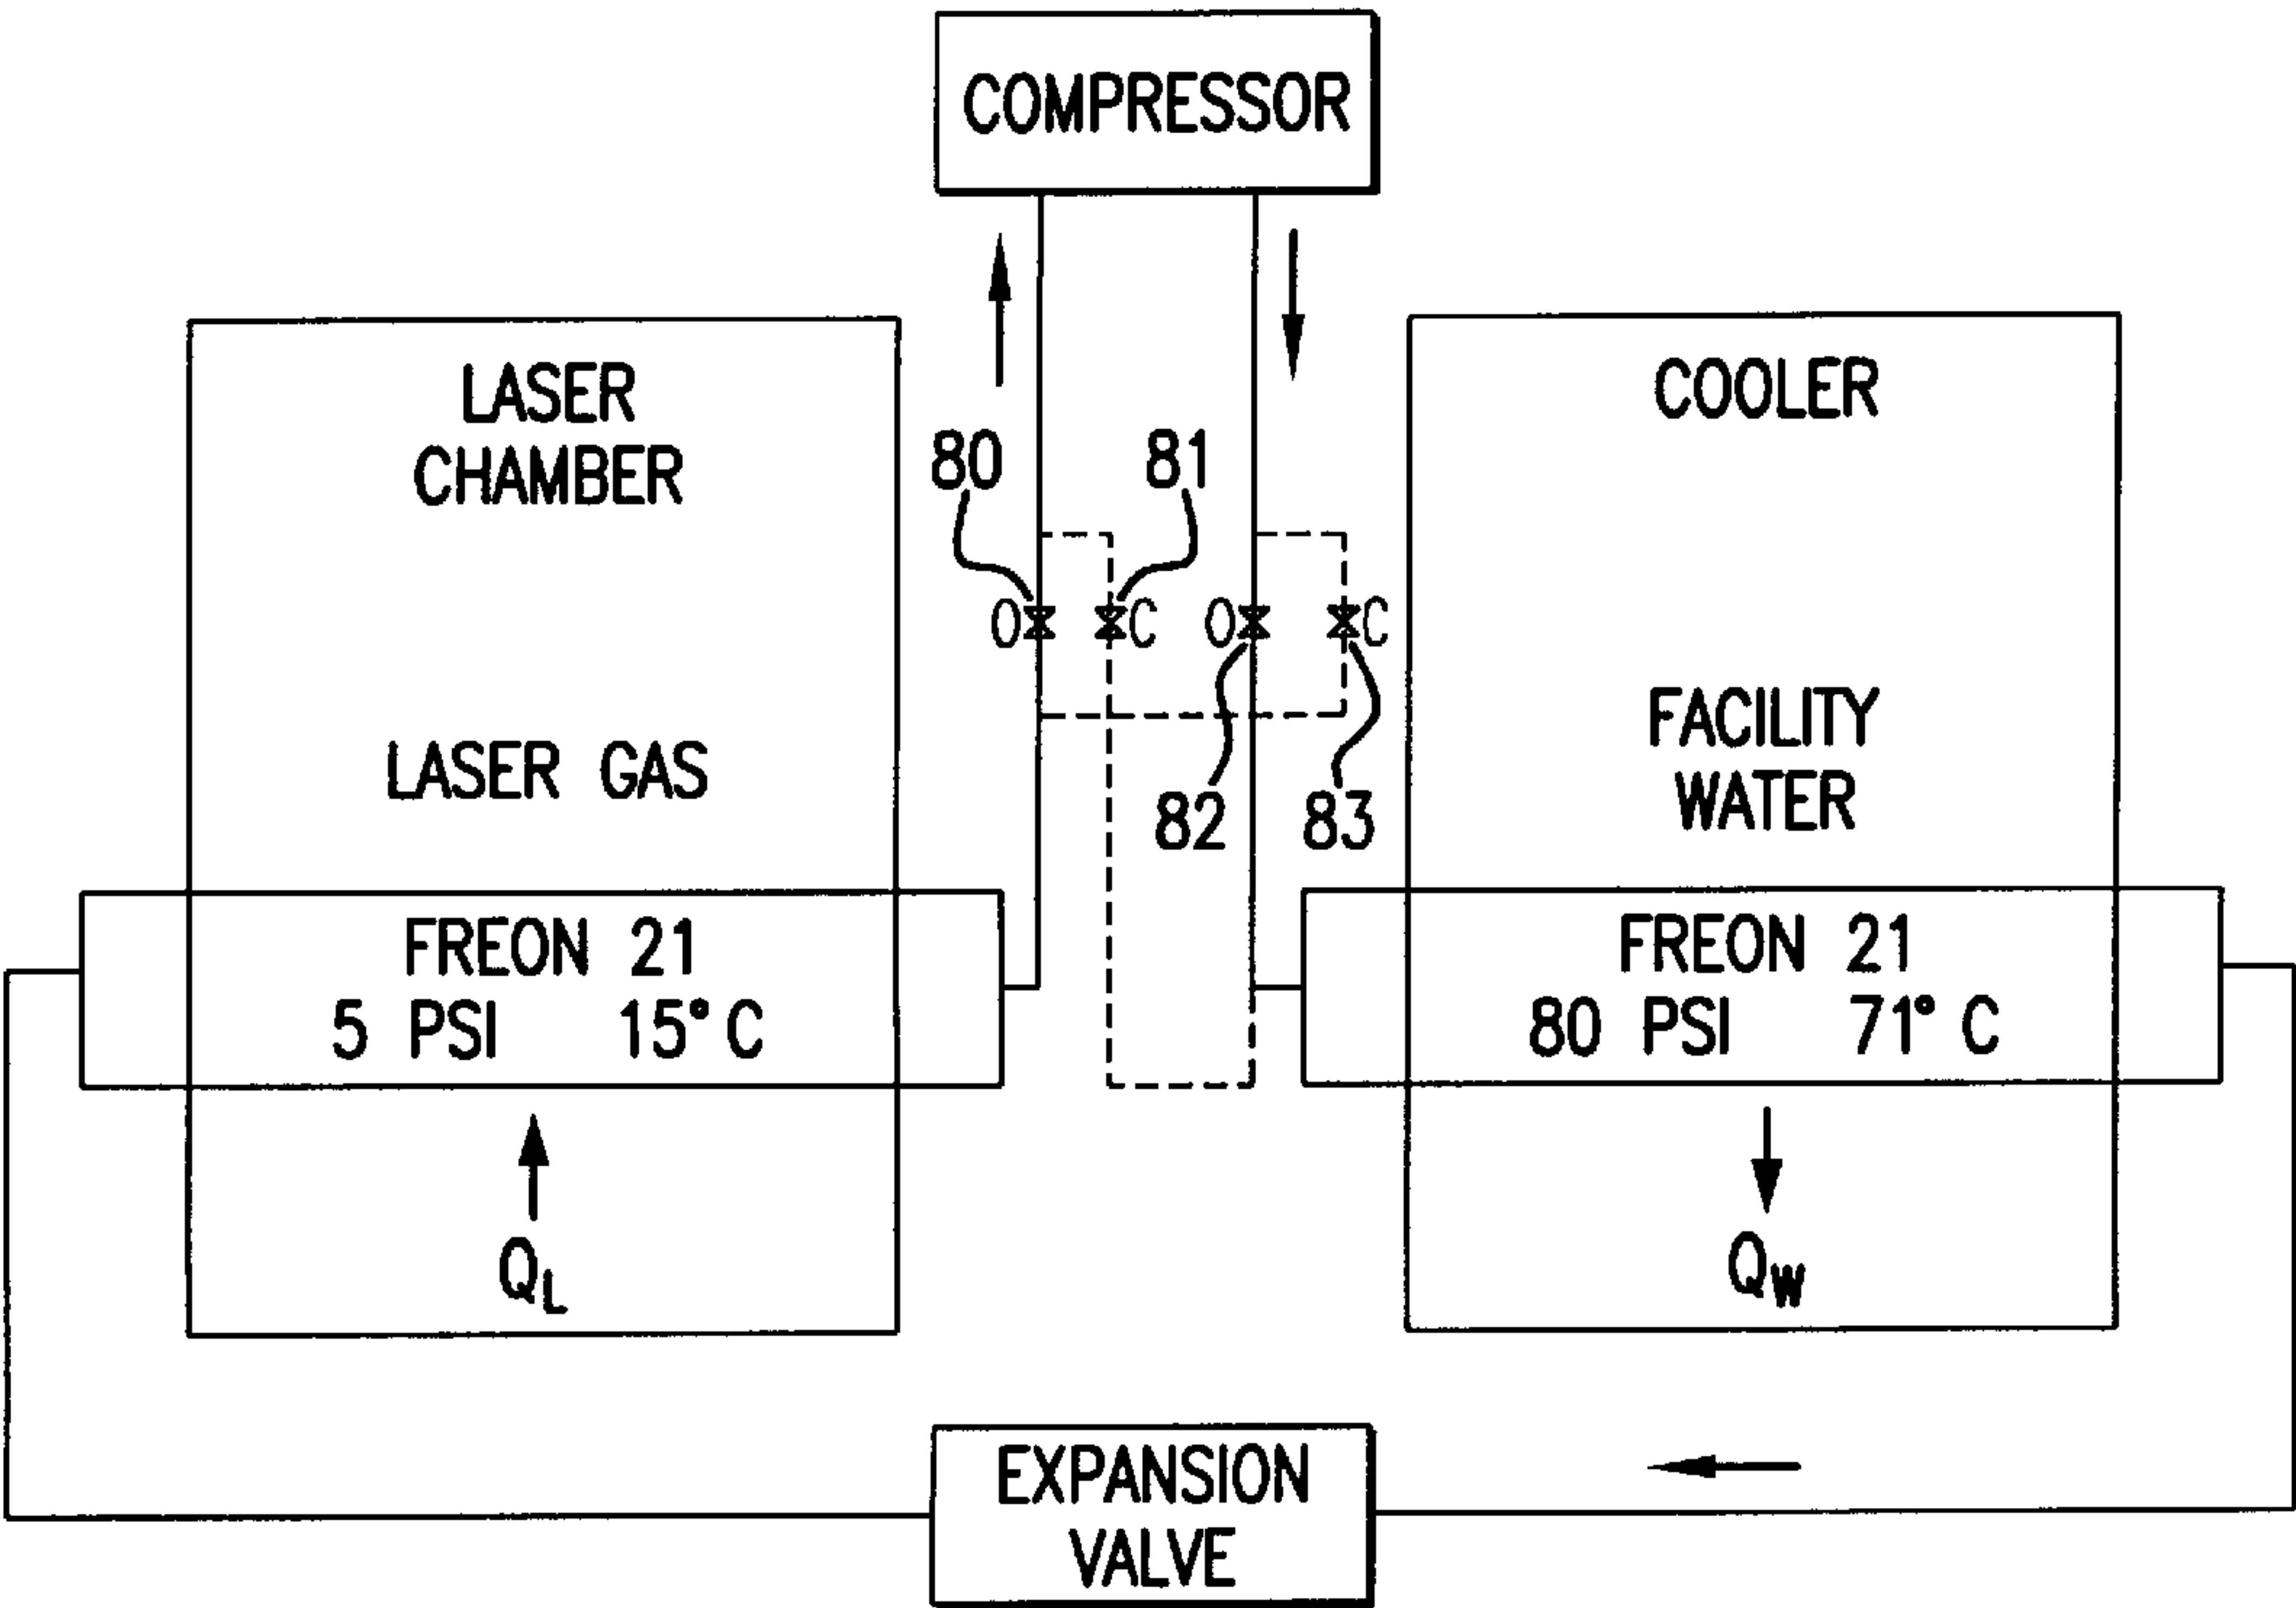 COMPRESSOR
LASER
CHAMBER
COOLER
80
81
O
C
O
C
LASER GAS
FACILITY
WATER
82
83
FREON 21
5 PSI 15° C
FREON 21
80 PSI 71° C
QL
QW
EXPANSION
VALVE